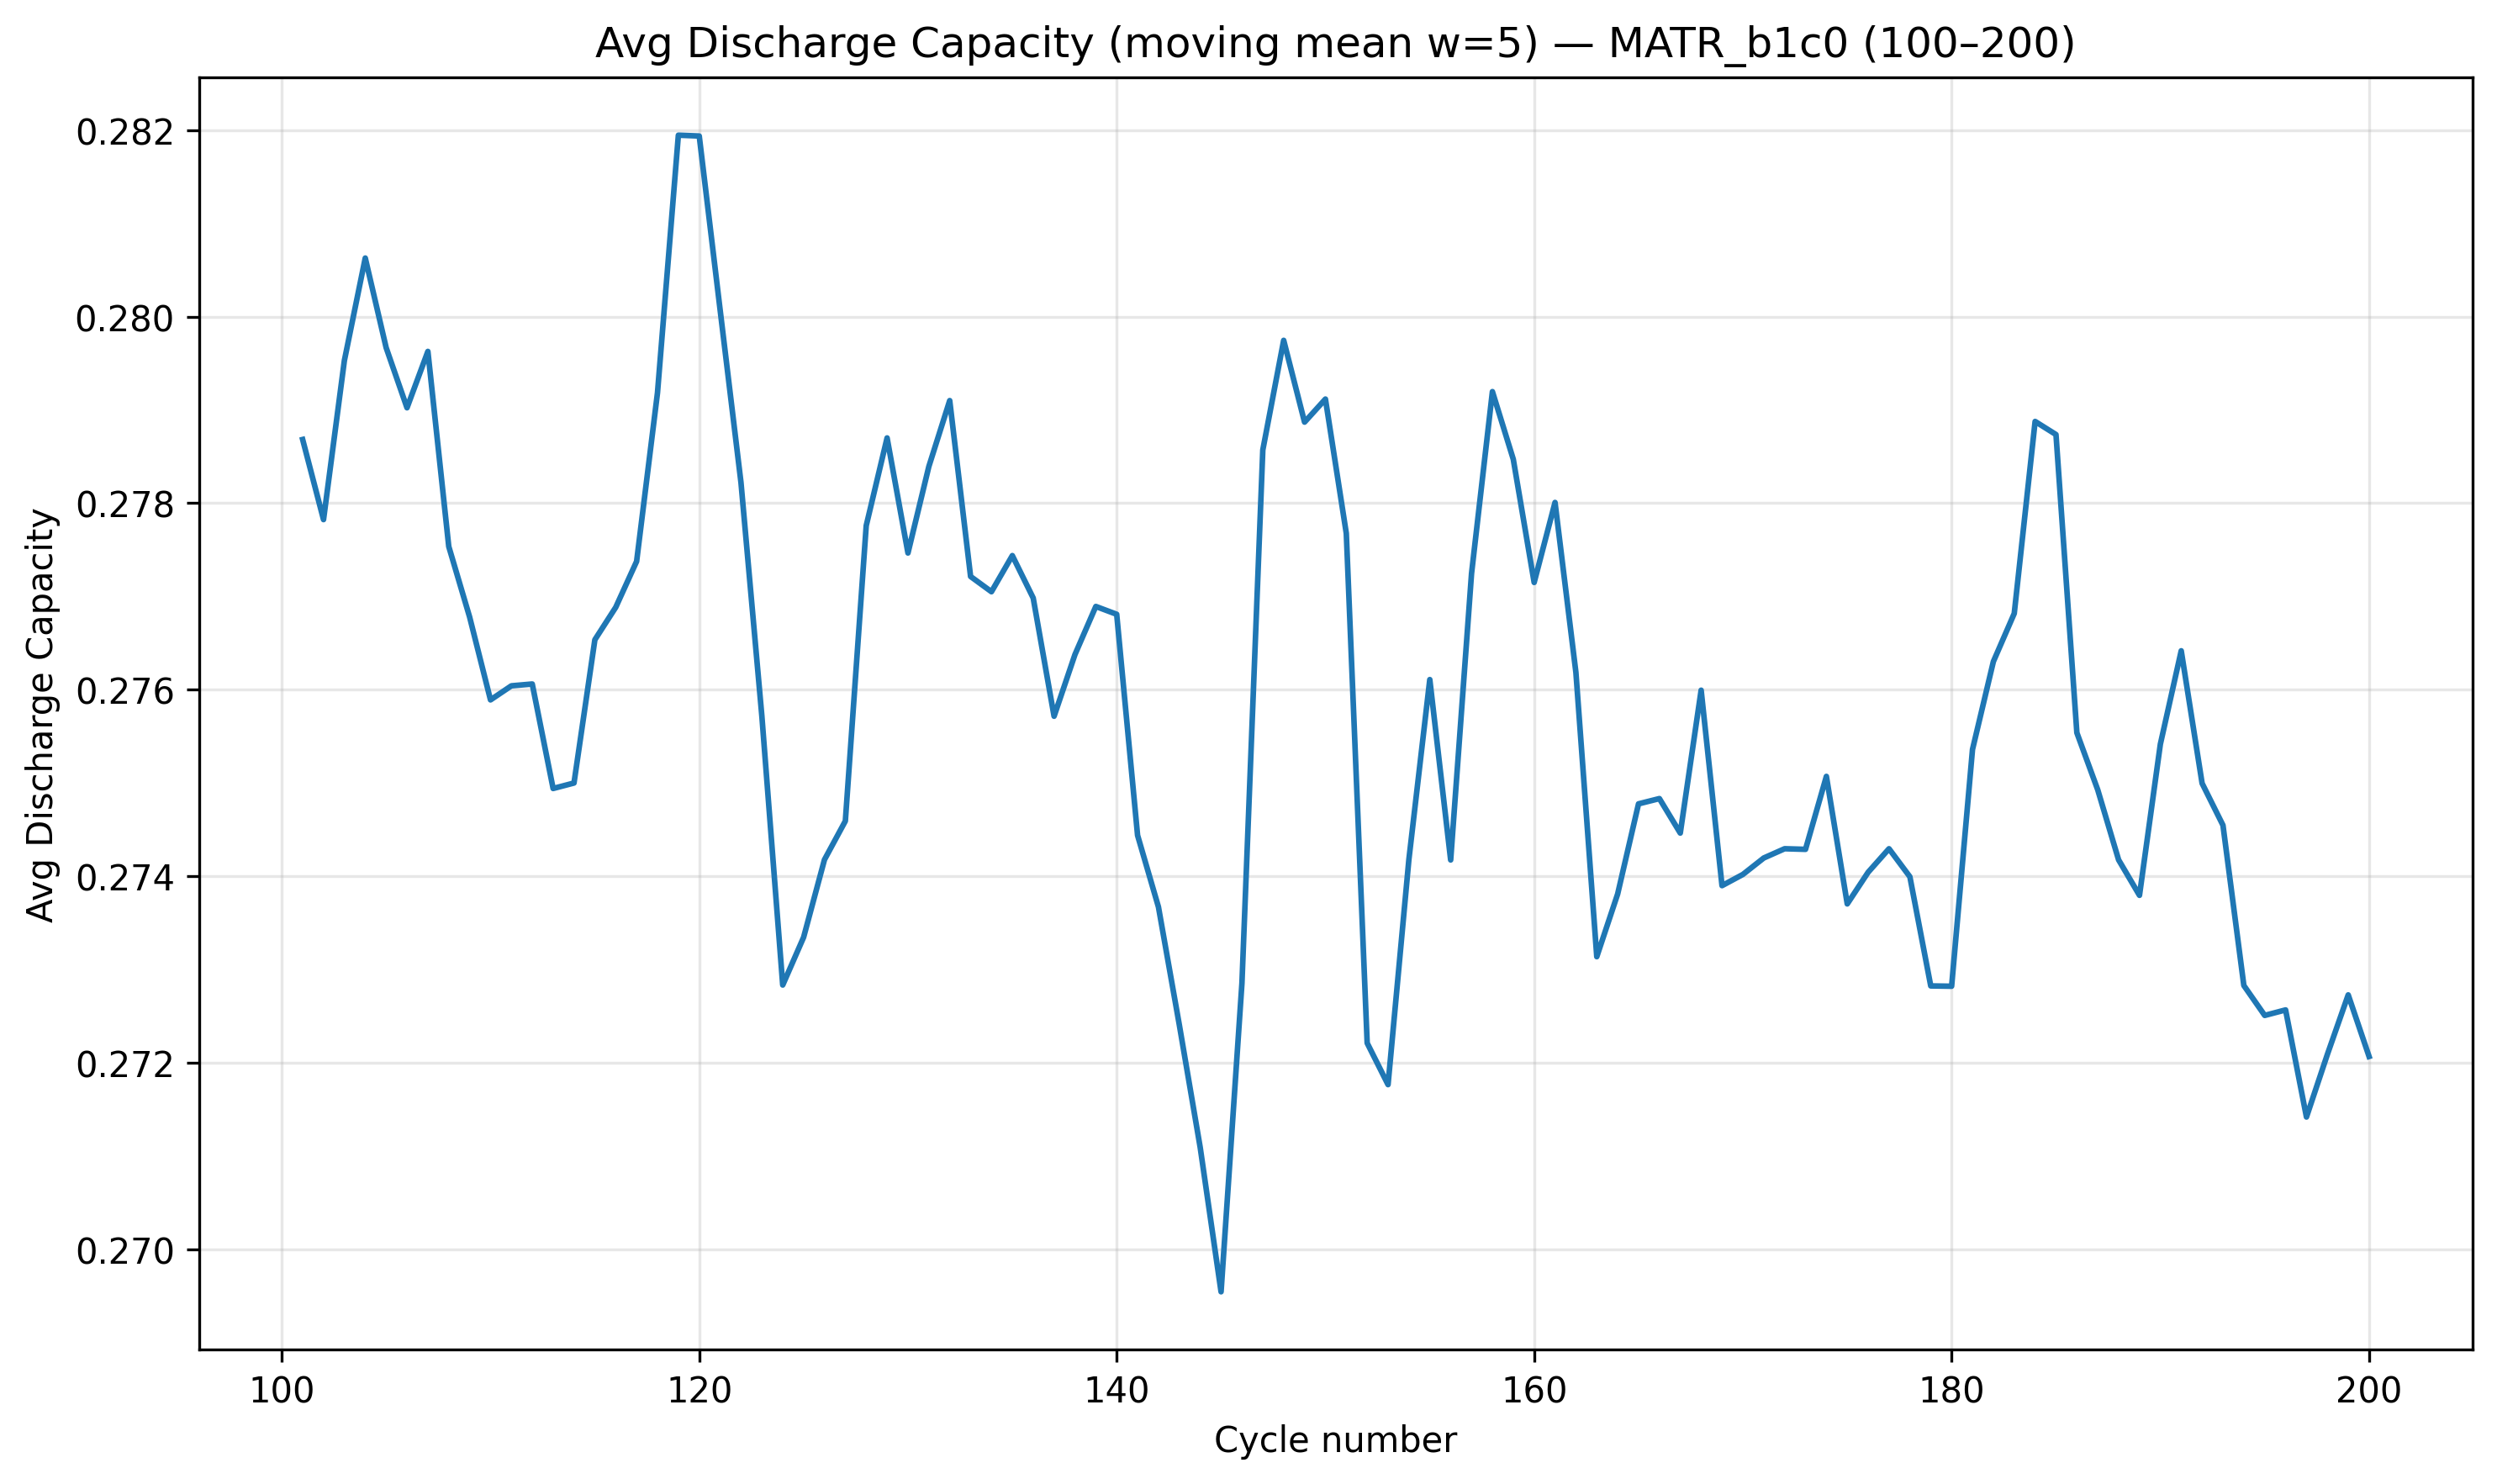 Avg Discharge Capacity (moving mean w=5) — MATR_b1c0 (100–200)
Avg Discharge Capacity
0.282
0.280
0.278
0.276
0.274
0.272
0.270
100 120 140 160 180 200
Cycle number